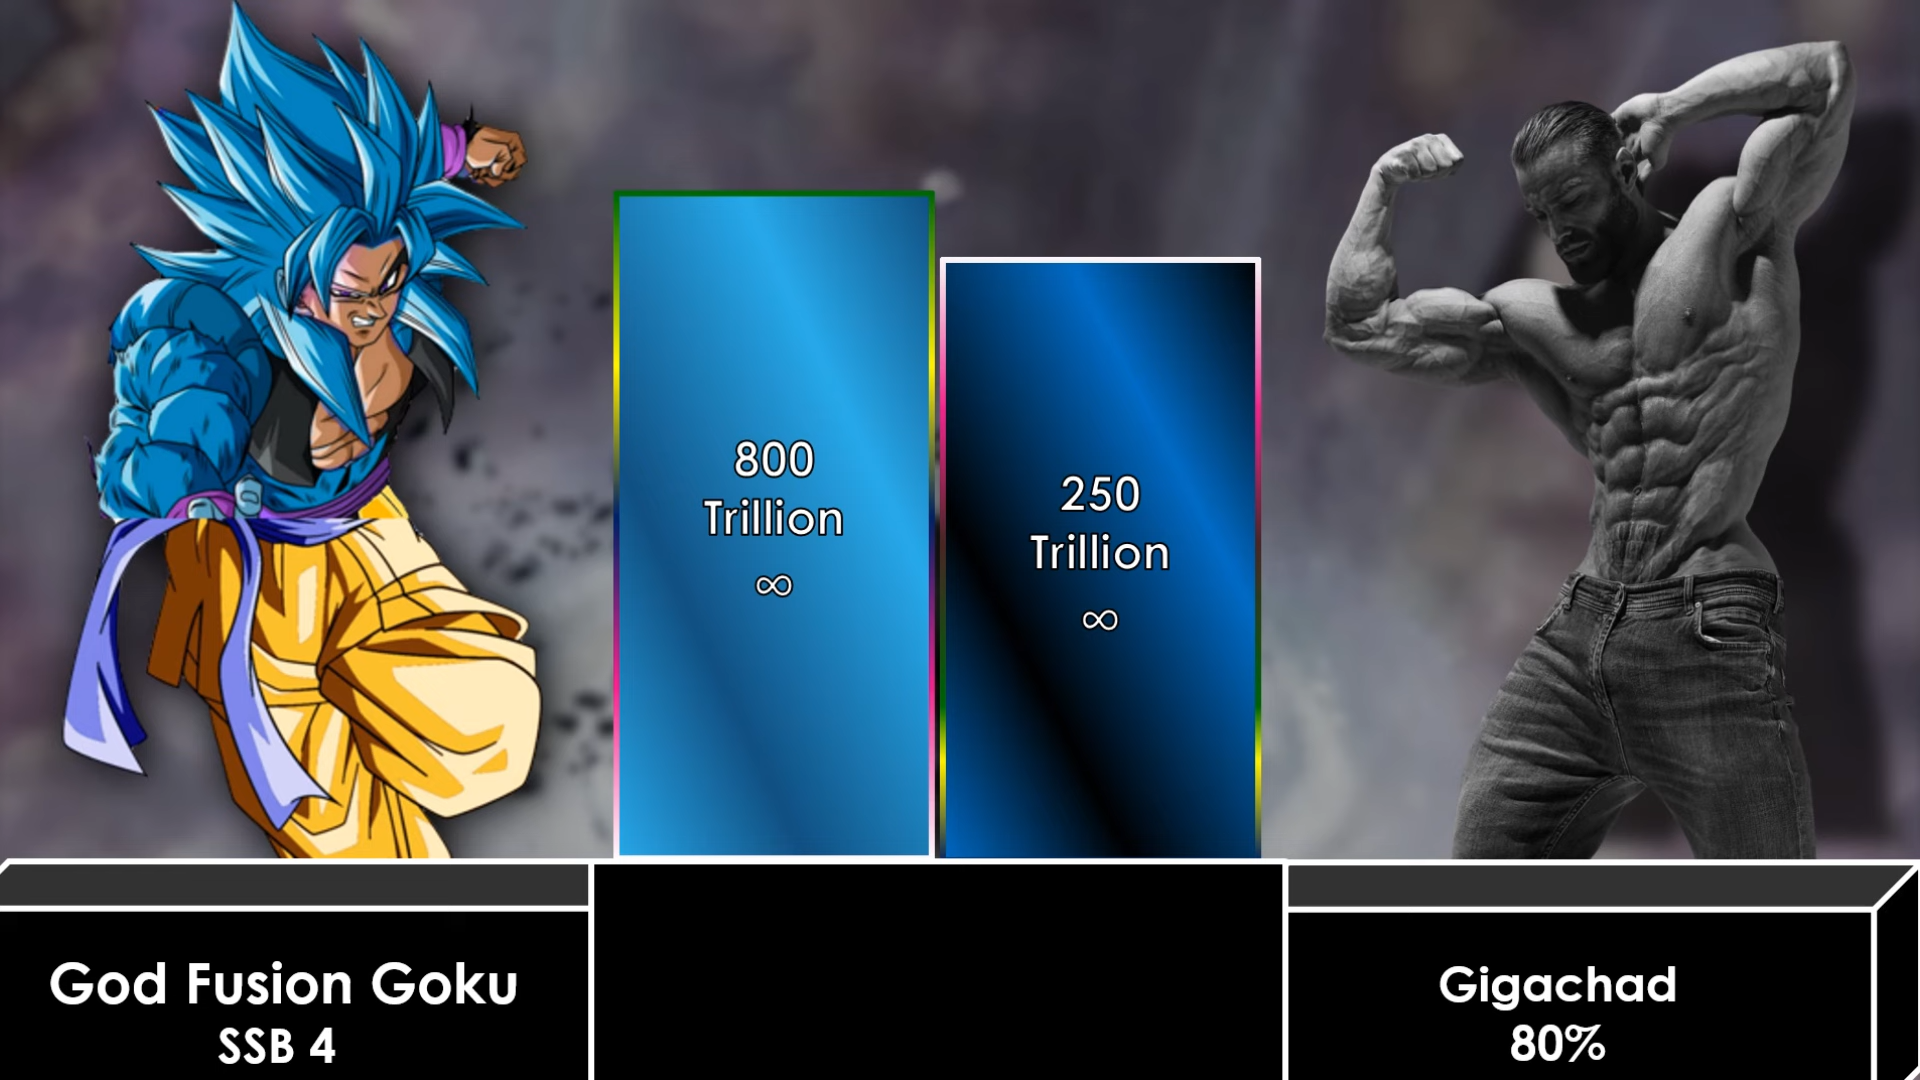 800
Trillion
∞
250
Trillion
∞
God Fusion Goku
SSB 4
Gigachad
80%